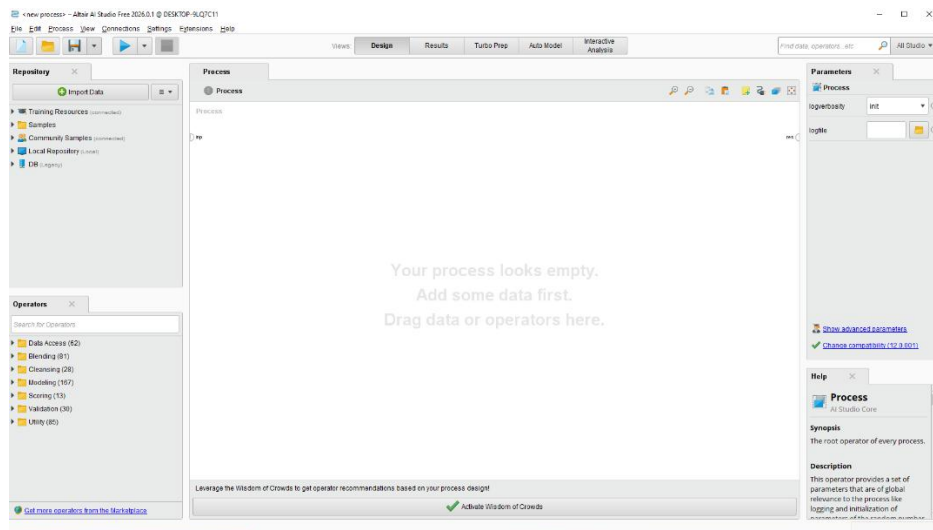 <new process> – Altair AI Studio Free 2026.0.1 @ DESKTOP-9LQ7C11
File Edit Process View Connections Settings Extensions Help
Views: Design Results Turbo Prep Auto Model Interactive Analysis
Find data, operators...etc
All Studio
Repository
Import Data
Training Resources (connected)
Samples
Community Samples (connected)
Local Repository (Local)
DB (Legacy)
Operators
Search for Operators
Data Access (62)
Blending (81)
Cleansing (28)
Modeling (167)
Scoring (13)
Validation (30)
Utility (85)
Get more operators from the Marketplace
Process
Process
Process
inp
res
Your process looks empty.
Add some data first.
Drag data or operators here.
Leverage the Wisdom of Crowds to get operator recommendations based on your process design!
Activate Wisdom of Crowds
Parameters
Process
logverbosity
init
logfile
Show advanced parameters
Change compatibility (12.0.001)
Help
Process
AI Studio Core
Synopsis
The root operator of every process.
Description
This operator provides a set of
parameters that are of global
relevance to the process like
logging and initialization of
parameters of the random number